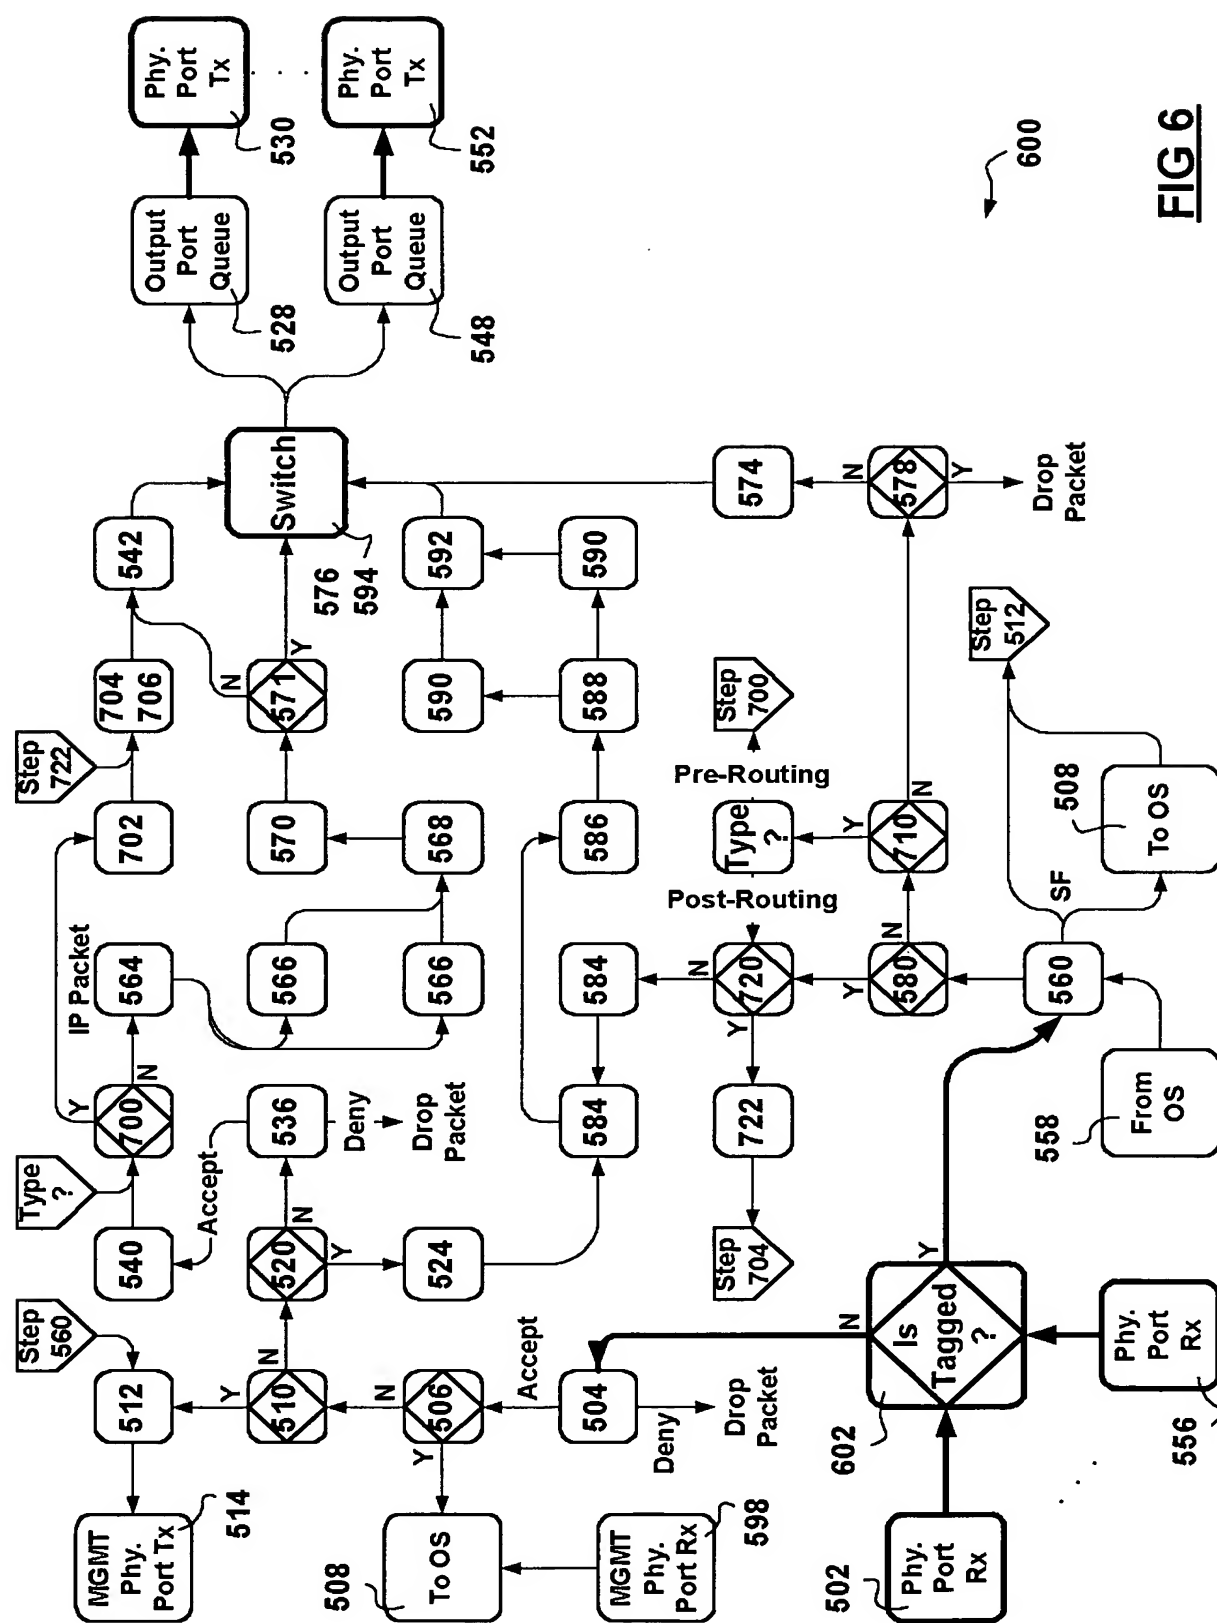 MGMT
Phy.
Port Tx
514
512
Step
560
540
Type
?
700
Y
N
IP Packet
564
702
Step
722
704
706
542
Accept
536
Deny
Drop
Packet
510
Y
N
520
N
Y
524
566
566
568
570
571
N
Y
Switch
576
594
Output
Port
Queue
528
Phy.
Port
Tx
530
Output
Port
Queue
548
Phy.
Port
Tx
552
To OS
508
506
Y
N
Accept
504
Deny
Drop
Packet
MGMT
Phy.
Port Rx
598
584
584
586
588
590
590
592
Step
704
722
720
Y
N
Post-Routing
Type
?
Pre-Routing
Step
700
574
578
N
Y
Drop
Packet
580
Y
N
710
Y
N
Phy.
Port
Rx
502
Is
Tagged
?
602
N
Y
Phy.
Port
Rx
556
From
OS
558
560
SF
To OS
508
Step
512
600
FIG 6